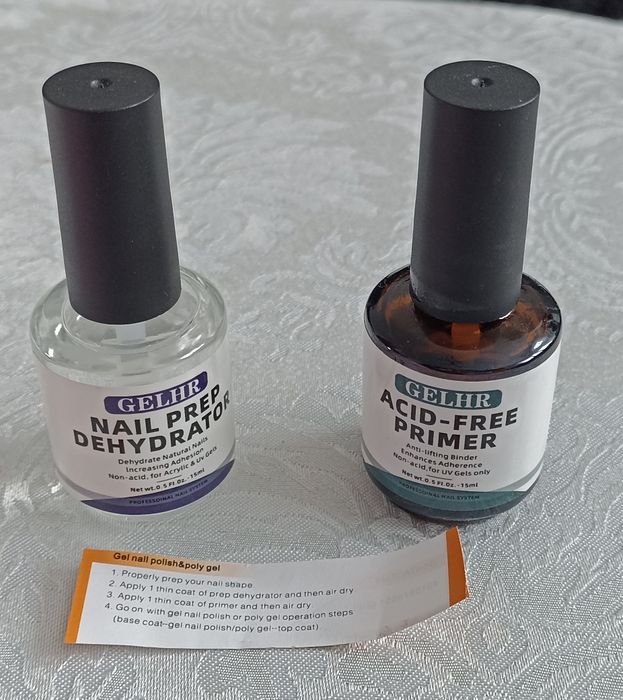 GELHR
NAIL PREP
DEHYDRATOR
Dehydrate Natural Nails
Increasing Adhesion
Non-acid, for Acrylic & UV Gels
Net wt.0.5 Fl.Oz.-15ml
PROFESSIONAL NAIL SYSTEM
GELHR
ACID-FREE
PRIMER
Anti-lifting Binder
Enhances Adherence
Non-acid, for UV Gels only
Net wt.0.5 Fl.Oz.-15ml
PROFESSIONAL NAIL SYSTEM
Gel nail polish&poly gel
1. Properly prep your nail shape
2. Apply 1 thin coat of prep dehydrator and then air dry
3. Apply 1 thin coat of primer and then air dry
4. Go on with gel nail polish or poly gel operation steps
(base coat–gel nail polish/poly gel–top coat)